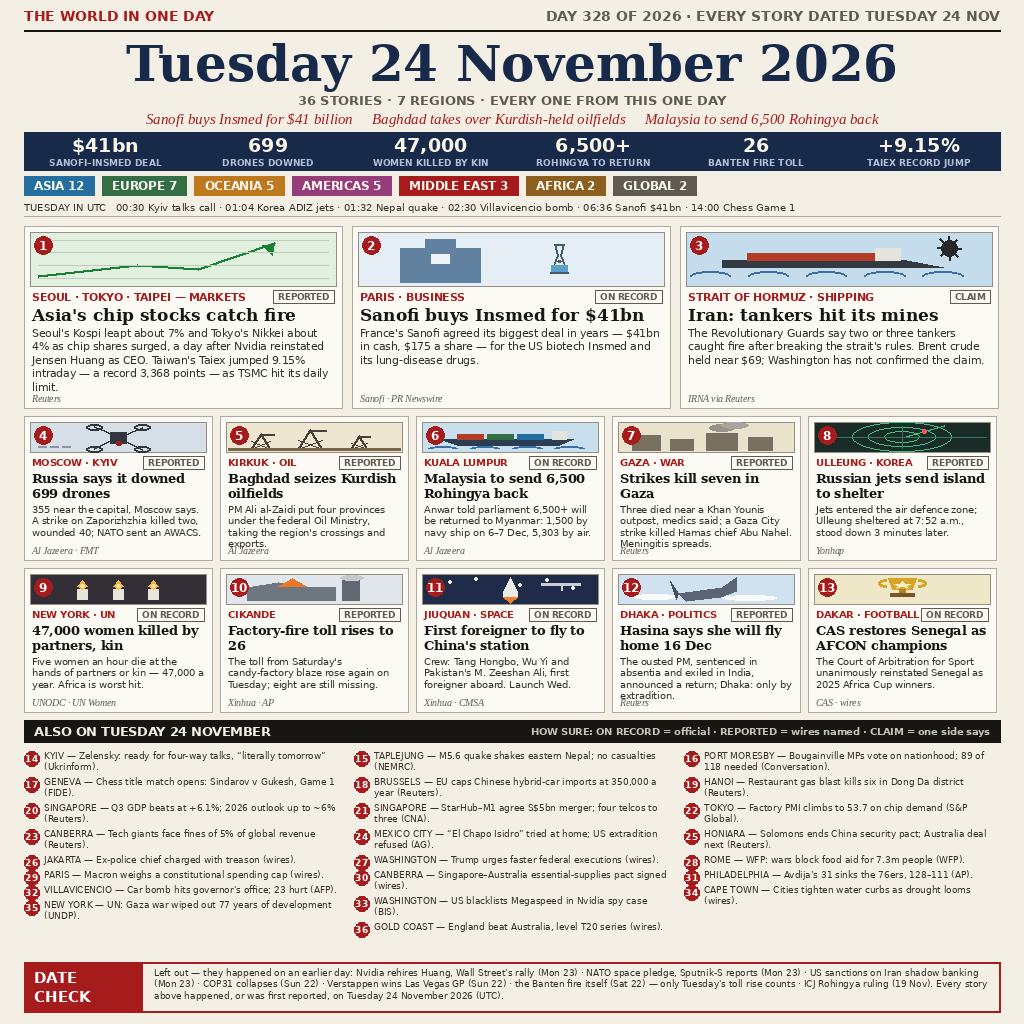 THE WORLD IN ONE DAY
DAY 328 OF 2026 · EVERY STORY DATED TUESDAY 24 NOV
Tuesday 24 November 2026
36 STORIES · 7 REGIONS · EVERY ONE FROM THIS ONE DAY
Sanofi buys Insmed for $41 billion Baghdad takes over Kurdish-held oilfields Malaysia to send 6,500 Rohingya back
$41bn
SANOFI–INSMED DEAL
699
DRONES DOWNED
47,000
WOMEN KILLED BY KIN
6,500+
ROHINGYA TO RETURN
26
BANTEN FIRE TOLL
+9.15%
TAIEX RECORD JUMP
ASIA 12
EUROPE 7
OCEANIA 5
AMERICAS 5
MIDDLE EAST 3
AFRICA 2
GLOBAL 2
TUESDAY IN UTC 00:30 Kyiv talks call · 01:04 Korea ADIZ jets · 01:32 Nepal quake · 02:30 Villavicencio bomb · 06:36 Sanofi $41bn · 14:00 Chess Game 1
1
SEOUL · TOKYO · TAIPEI — MARKETS
REPORTED
Asia's chip stocks catch fire
Seoul's Kospi leapt about 7% and Tokyo's Nikkei about
4% as chip shares surged, a day after Nvidia reinstated
Jensen Huang as CEO. Taiwan's Taiex jumped 9.15%
intraday — a record 3,368 points — as TSMC hit its daily
limit.
Reuters
2
PARIS · BUSINESS
ON RECORD
Sanofi buys Insmed for $41bn
France's Sanofi agreed its biggest deal in years — $41bn
in cash, $175 a share — for the US biotech Insmed and
its lung-disease drugs.
Sanofi · PR Newswire
3
STRAIT OF HORMUZ · SHIPPING
CLAIM
Iran: tankers hit its mines
The Revolutionary Guards say two or three tankers
caught fire after breaking the strait's rules. Brent crude
held near $69; Washington has not confirmed the claim.
IRNA via Reuters
4
MOSCOW · KYIV
REPORTED
Russia says it downed
699 drones
355 near the capital, Moscow says.
A strike on Zaporizhzhia killed two,
wounded 40; NATO sent an AWACS.
Al Jazeera · FMT
5
KIRKUK · OIL
REPORTED
Baghdad seizes Kurdish
oilfields
PM Ali al-Zaidi put four provinces
under the federal Oil Ministry,
taking the region's crossings and
exports.
Al Jazeera
6
KUALA LUMPUR
ON RECORD
Malaysia to send 6,500
Rohingya back
Anwar told parliament 6,500+ will
be returned to Myanmar: 1,500 by
navy ship on 6–7 Dec, 5,303 by air.
Al Jazeera
7
GAZA · WAR
REPORTED
Strikes kill seven in
Gaza
Three died near a Khan Younis
outpost, medics said; a Gaza City
strike killed Hamas chief Abu Nahel.
Meningitis spreads.
Reuters
8
ULLEUNG · KOREA
REPORTED
Russian jets send island
to shelter
Jets entered the air defence zone;
Ulleung sheltered at 7:52 a.m.,
stood down 3 minutes later.
Yonhap
9
NEW YORK · UN
ON RECORD
47,000 women killed by
partners, kin
Five women an hour die at the
hands of partners or kin — 47,000 a
year. Africa is worst hit.
UNODC · UN Women
10
CIKANDE
REPORTED
Factory-fire toll rises to
26
The toll from Saturday's
candy-factory blaze rose again on
Tuesday; eight are still missing.
Xinhua · AP
11
JIUQUAN · SPACE
ON RECORD
First foreigner to fly to
China's station
Crew: Tang Hongbo, Wu Yi and
Pakistan's M. Zeeshan Ali, first
foreigner aboard. Launch Wed.
Xinhua · CMSA
12
DHAKA · POLITICS
REPORTED
Hasina says she will fly
home 16 Dec
The ousted PM, sentenced in
absentia and exiled in India,
announced a return; Dhaka: only by
extradition.
Reuters
13
DAKAR · FOOTBALL
ON RECORD
CAS restores Senegal as
AFCON champions
The Court of Arbitration for Sport
unanimously reinstated Senegal as
2025 Africa Cup winners.
CAS · wires
ALSO ON TUESDAY 24 NOVEMBER
HOW SURE: ON RECORD = official · REPORTED = wires named · CLAIM = one side says
14 KYIV — Zelensky: ready for four-way talks, “literally tomorrow”
(Ukrinform).
15 TAPLEJUNG — M5.6 quake shakes eastern Nepal; no casualties
(NEMRC).
16 PORT MORESBY — Bougainville MPs vote on nationhood; 89 of
118 needed (Conversation).
17 GENEVA — Chess title match opens: Sindarov v Gukesh, Game 1
(FIDE).
18 BRUSSELS — EU caps Chinese hybrid-car imports at 350,000 a
year (Reuters).
19 HANOI — Restaurant gas blast kills six in Dong Da district
(Reuters).
20 SINGAPORE — Q3 GDP beats at +6.1%; 2026 outlook up to ~6%
(Reuters).
21 SINGAPORE — StarHub–M1 agree S$5bn merger; four telcos to
three (CNA).
22 TOKYO — Factory PMI climbs to 53.7 on chip demand (S&P
Global).
23 CANBERRA — Tech giants face fines of 5% of global revenue
(Reuters).
24 MEXICO CITY — “El Chapo Isidro” tried at home; US extradition
refused (AG).
25 HONIARA — Solomons ends China security pact; Australia deal
next (Reuters).
26 JAKARTA — Ex-police chief charged with treason (wires).
27 WASHINGTON — Trump urges faster federal executions (wires).
28 ROME — WFP: wars block food aid for 7.3m people (WFP).
29 PARIS — Macron weighs a constitutional spending cap (wires).
30 CANBERRA — Singapore–Australia essential-supplies pact signed
(wires).
31 PHILADELPHIA — Avdija's 31 sinks the 76ers, 128–111 (AP).
32 VILLAVICENCIO — Car bomb hits governor's office; 23 hurt (AFP).
33 WASHINGTON — US blacklists Megaspeed in Nvidia spy case
(BIS).
34 CAPE TOWN — Cities tighten water curbs as drought looms
(wires).
35 NEW YORK — UN: Gaza war wiped out 77 years of development
(UNDP).
36 GOLD COAST — England beat Australia, level T20 series (wires).
DATE
CHECK
Left out — they happened on an earlier day: Nvidia rehires Huang, Wall Street's rally (Mon 23) · NATO space pledge, Sputnik-S reports (Mon 23) · US sanctions on Iran shadow banking
(Mon 23) · COP31 collapses (Sun 22) · Verstappen wins Las Vegas GP (Sun 22) · the Banten fire itself (Sat 22) — only Tuesday's toll rise counts · ICJ Rohingya ruling (19 Nov). Every story
above happened, or was first reported, on Tuesday 24 November 2026 (UTC).